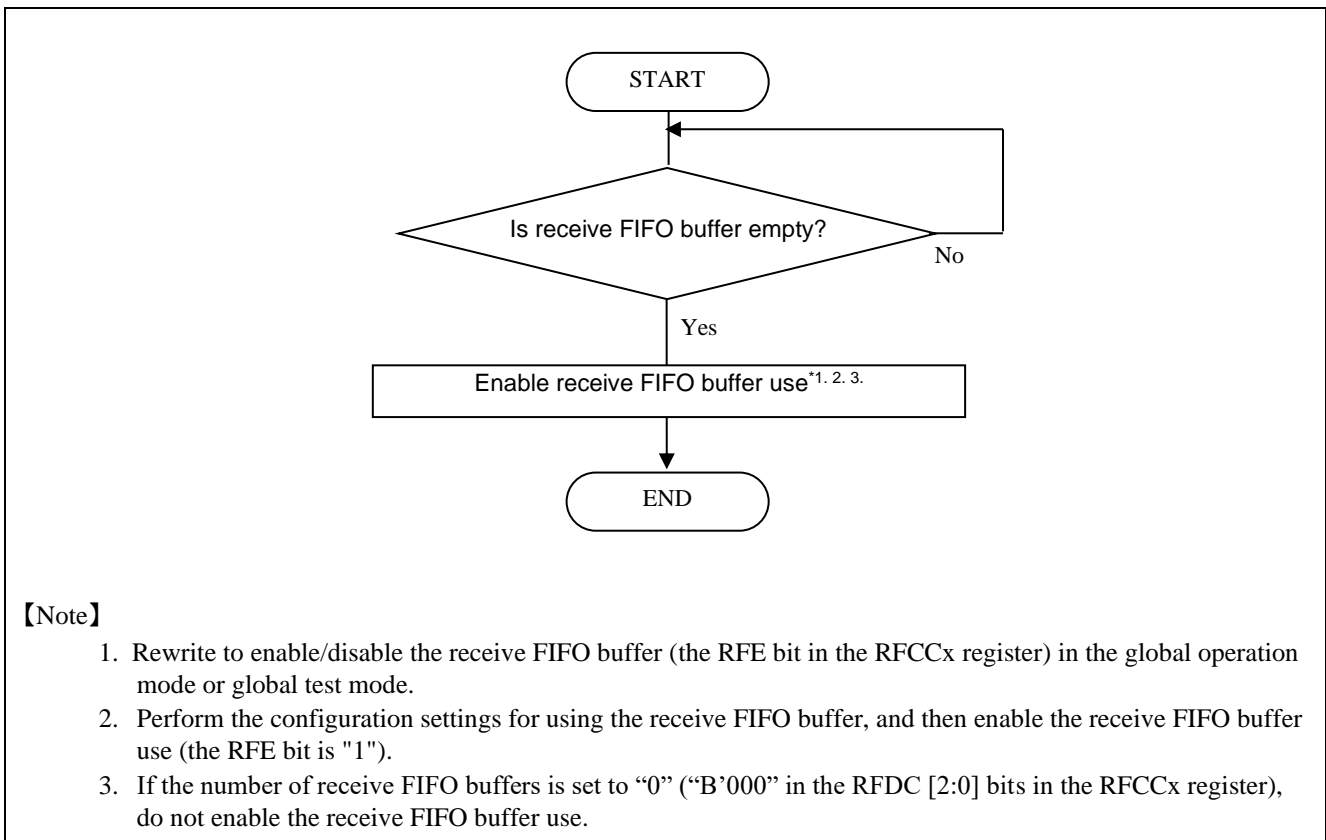 START
Is receive FIFO buffer empty?
No
Yes
Enable receive FIFO buffer use*1. 2. 3.
END
【Note】
1. Rewrite to enable/disable the receive FIFO buffer (the RFE bit in the RFCCx register) in the global operation
mode or global test mode.
2. Perform the configuration settings for using the receive FIFO buffer, and then enable the receive FIFO buffer
use (the RFE bit is "1").
3. If the number of receive FIFO buffers is set to “0” (“B’000” in the RFDC [2:0] bits in the RFCCx register),
do not enable the receive FIFO buffer use.